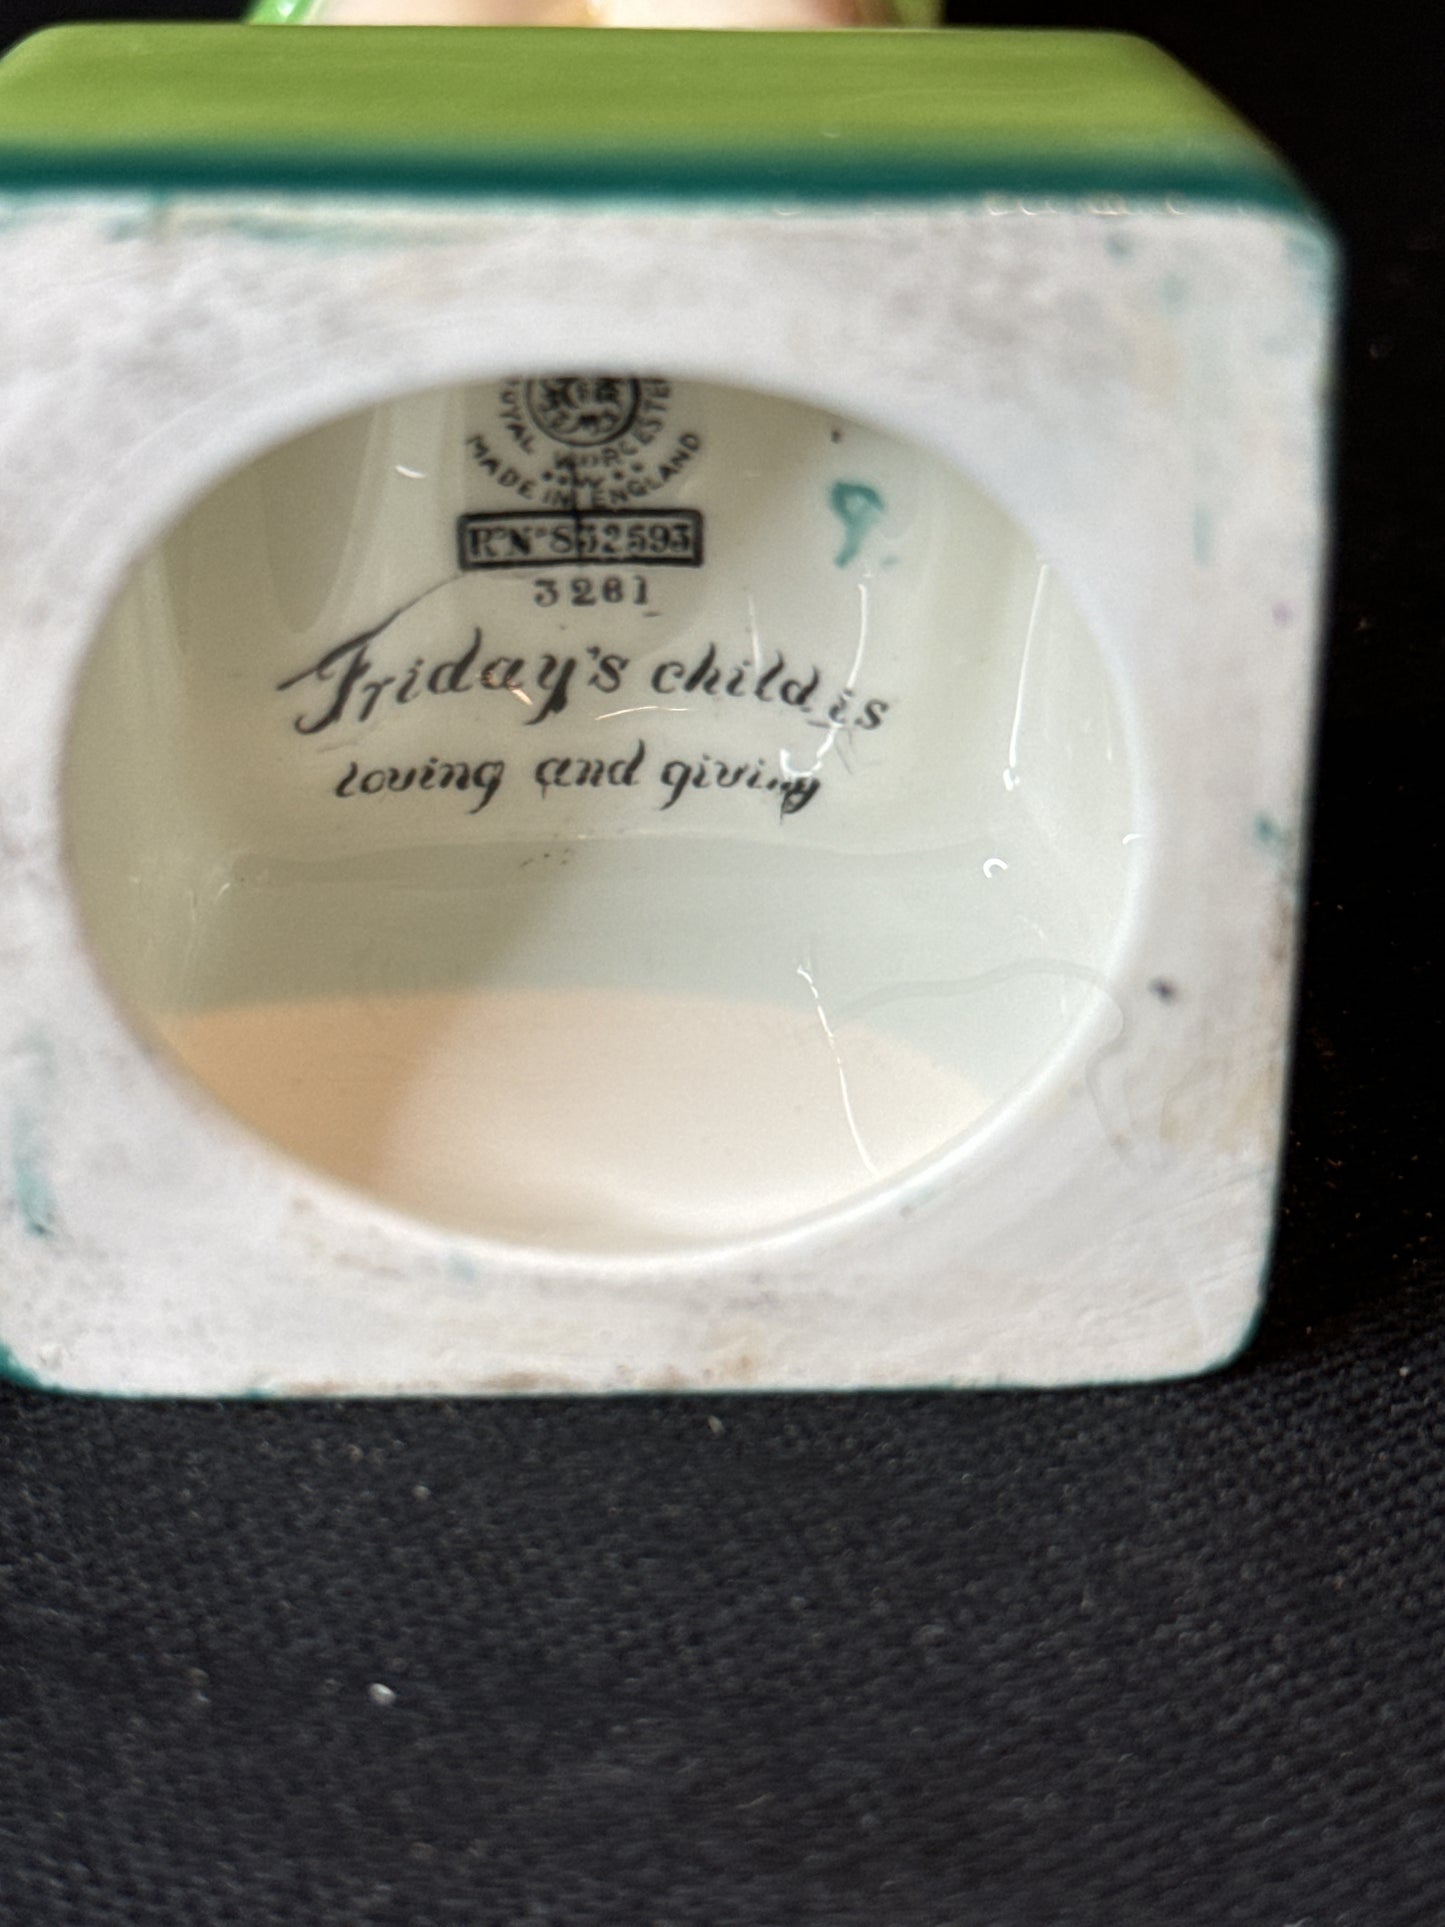 ROYAL WORCESTER
MADE IN ENGLAND
RᴰNº 832593
3261
Friday's child is
loving and giving